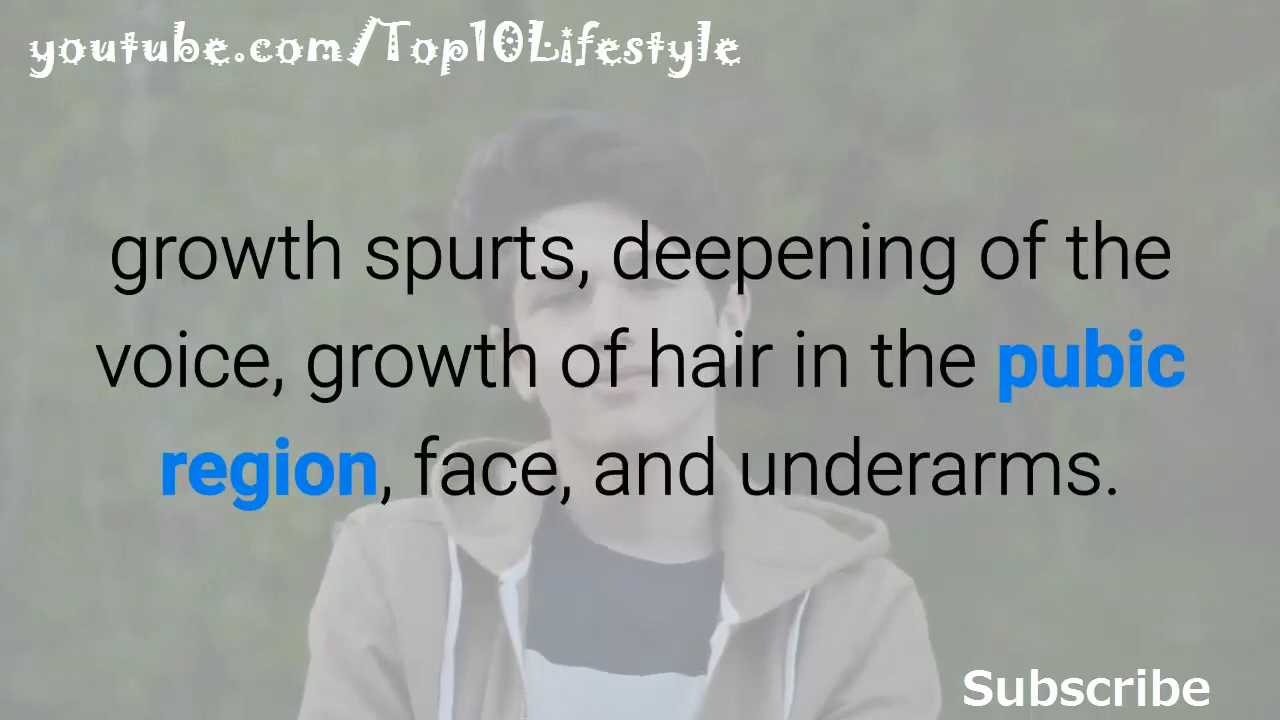 youtube.com/Top10Lifestyle
growth spurts, deepening of the
voice, growth of hair in the pubic
region, face, and underarms.
Subscribe